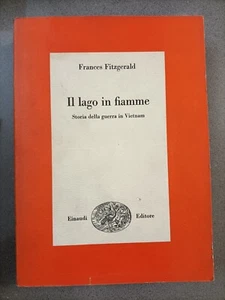 Frances Fitzgerald
Il lago in fiamme
Storia della guerra in Vietnam
Einaudi Editore